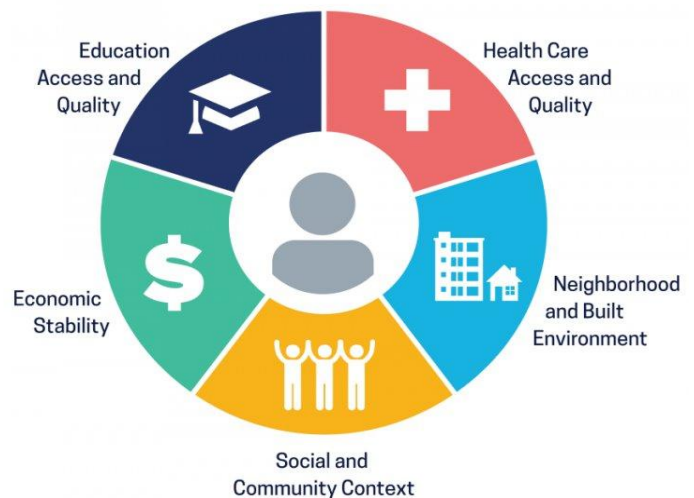 Education
Access and
Quality
Health Care
Access and
Quality
Economic
Stability
Neighborhood
and Built
Environment
Social and
Community Context